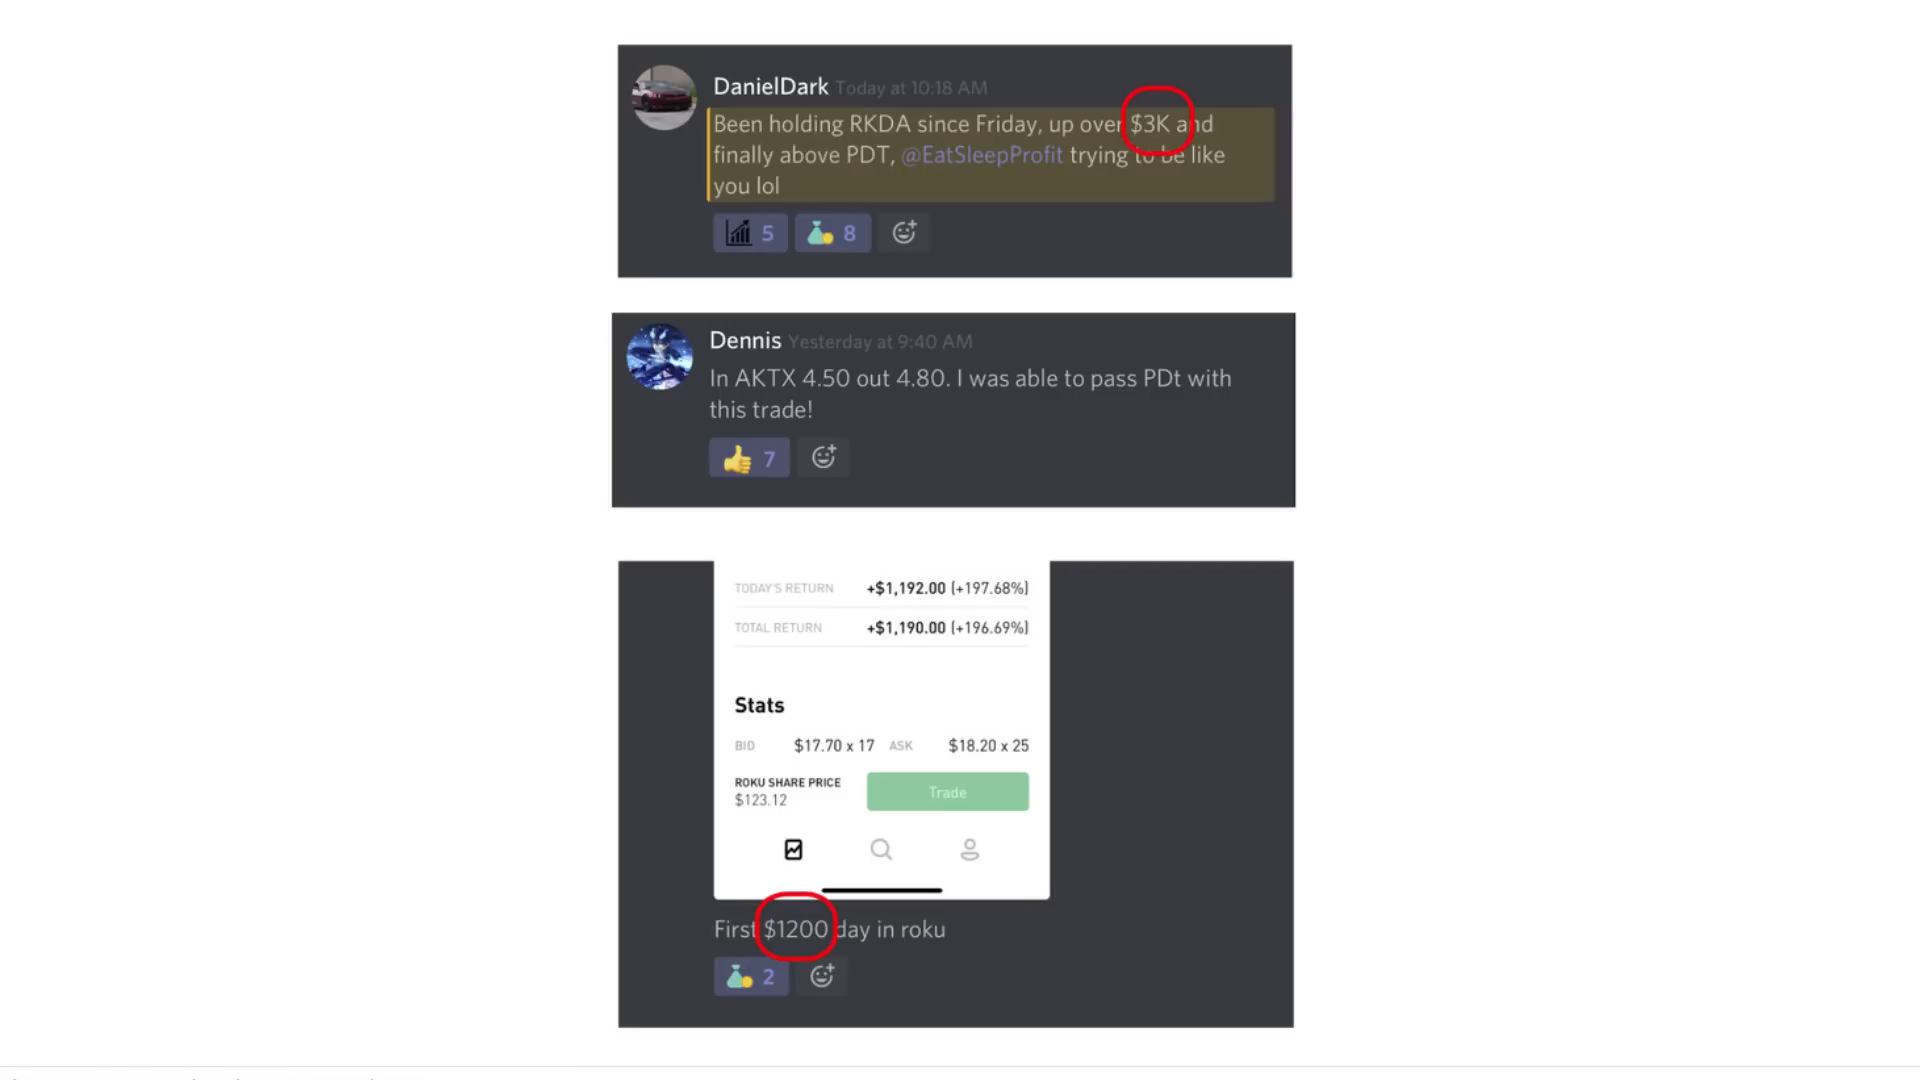 DanielDark Today at 10:18 AM
Been holding RKDA since Friday, up over $3K and
finally above PDT, @EatSleepProfit trying to be like
you lol
5 8
Dennis Yesterday at 9:40 AM
In AKTX 4.50 out 4.80. I was able to pass PDt with
this trade!
7
TODAY'S RETURN +$1,192.00 (+197.68%)
TOTAL RETURN +$1,190.00 (+196.69%)
Stats
BID $17.70 x 17 ASK $18.20 x 25
ROKU SHARE PRICE
$123.12
Trade
First $1200 day in roku
2